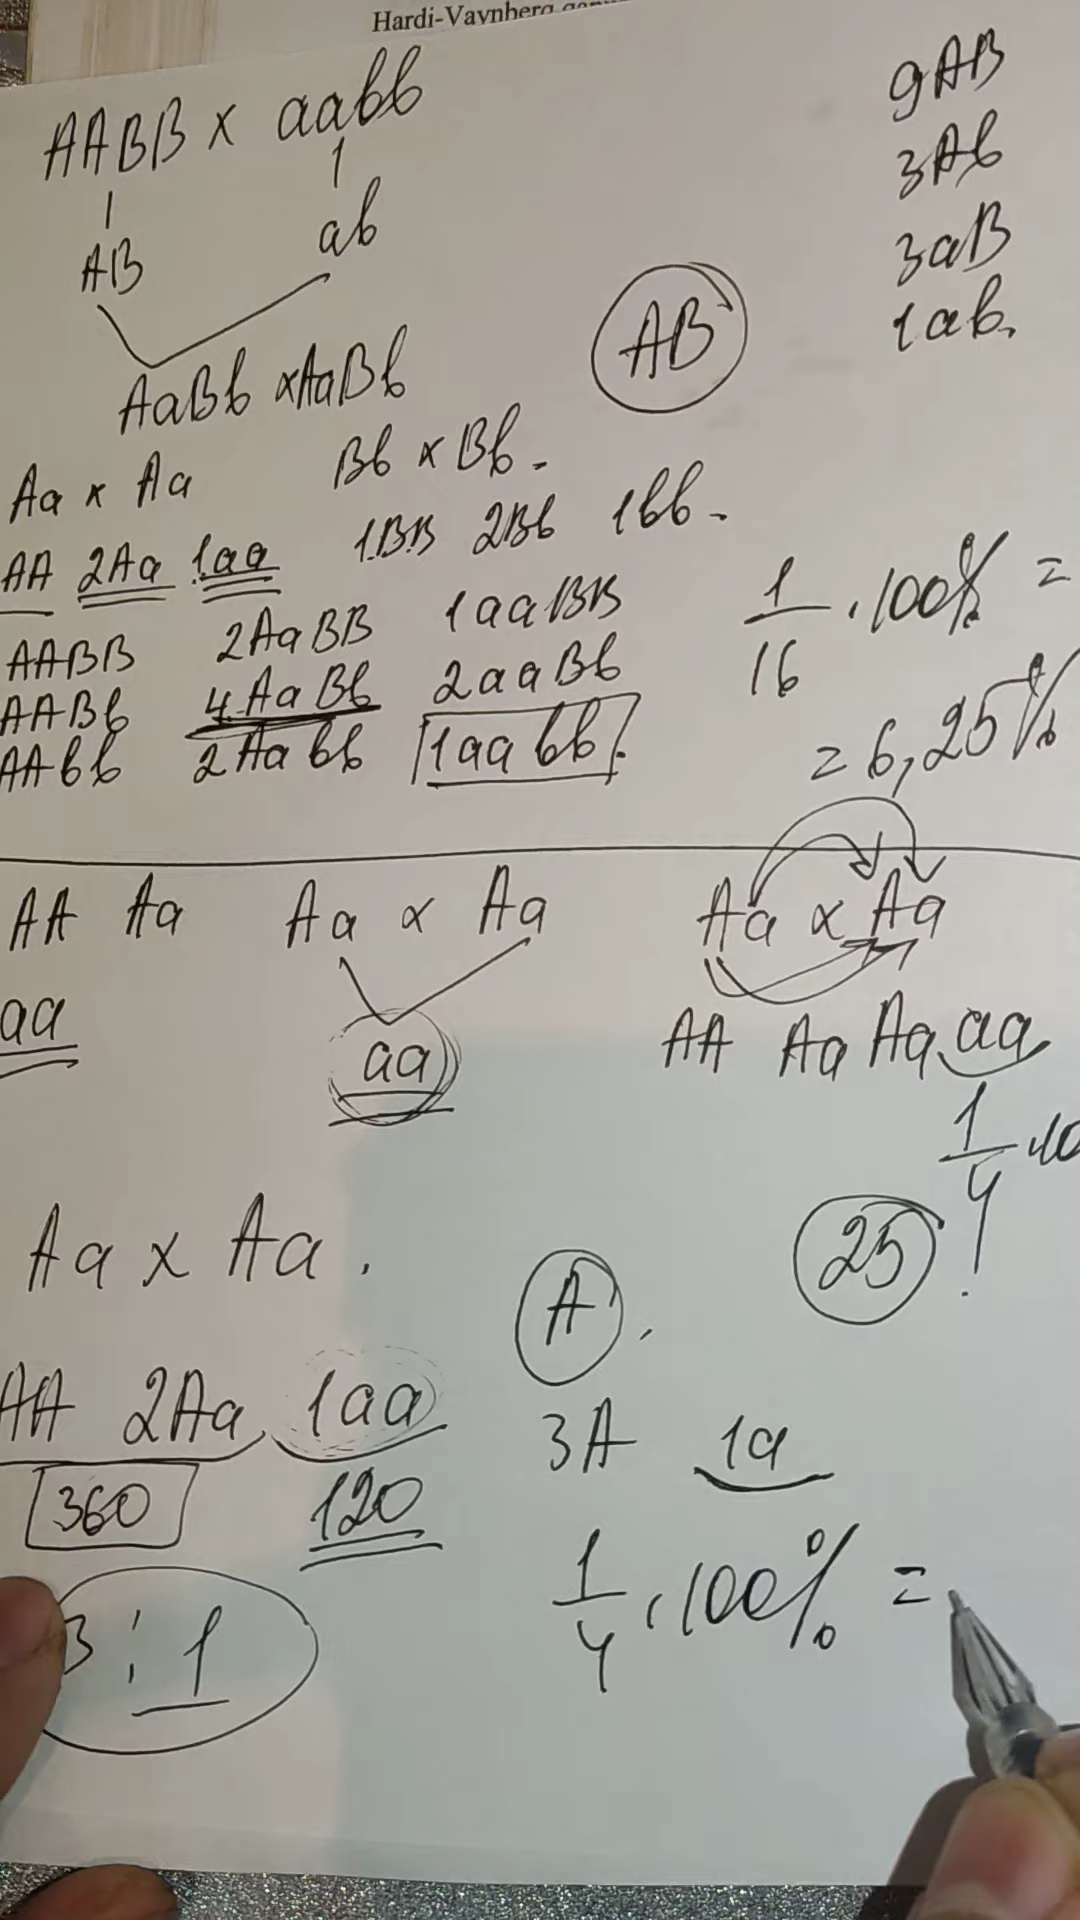 Hardi-Vaynberg
AABB x aabb
AB ab
AaBb x AaBb
AB
9AB
3Ab
3aB
1ab.
Aa x Aa Bb x Bb.
AA 2Aa 1aa 1BB 2Bb 1bb.
AABB 2AaBB 1aaBB
AABb 4AaBb 2aaBb
AAbb 2Aabb 1aabb.
1/16 · 100% =
= 6,25%
AA Aa Aa x Aa Aa x Aa
aa aa AA Aa Aa aa
1/4 · 10
Aa x Aa.
A.
25
AA 2Aa 1aa
360 120
3A 1a
3 : 1
1/4 · 100% =